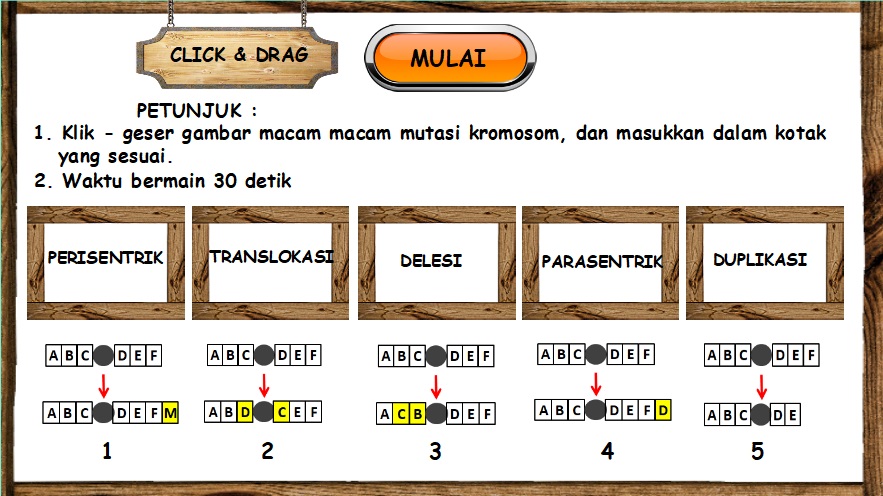 CLICK & DRAG
MULAI
PETUNJUK :
1. Klik - geser gambar macam macam mutasi kromosom, dan masukkan dalam kotak
yang sesuai.
2. Waktu bermain 30 detik
PERISENTRIK TRANSLOKASI DELESI PARASENTRIK DUPLIKASI
A B C D E F A B C D E F A B C D E F A B C D E F A B C D E F
A B C D E F M A B D C E F A C B D E F A B C D E F D A B C D E
1 2 3 4 5